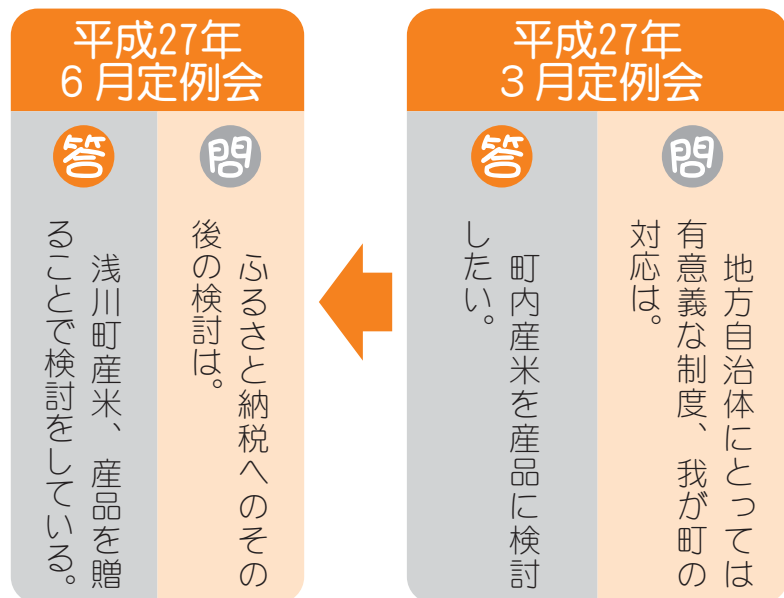 平成27年
3月定例会
問
地方自治体にとっては
有意義な制度、我が町の
対応は。
答
町内産米を産品に検討
したい。
平成27年
6月定例会
問
ふるさと納税へのその
後の検討は。
答
浅川町産米、産品を贈
ることで検討をしている。